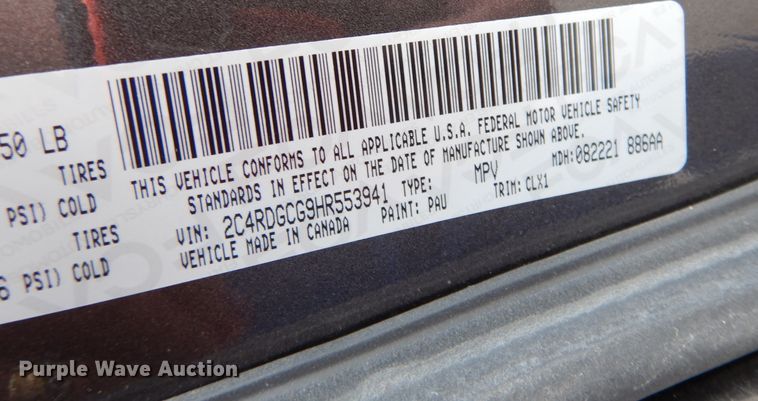 50 LB
TIRES
PSI) COLD
TIRES
6 PSI) COLD
THIS VEHICLE CONFORMS TO ALL APPLICABLE U.S.A. FEDERAL MOTOR VEHICLE SAFETY
STANDARDS IN EFFECT ON THE DATE OF MANUFACTURE SHOWN ABOVE.
VIN: 2C4RDGCG9HR553941 TYPE: MPV MDH:082221 886AA
VEHICLE MADE IN CANADA PAINT: PAU TRIM: CLX1
Purple Wave Auction